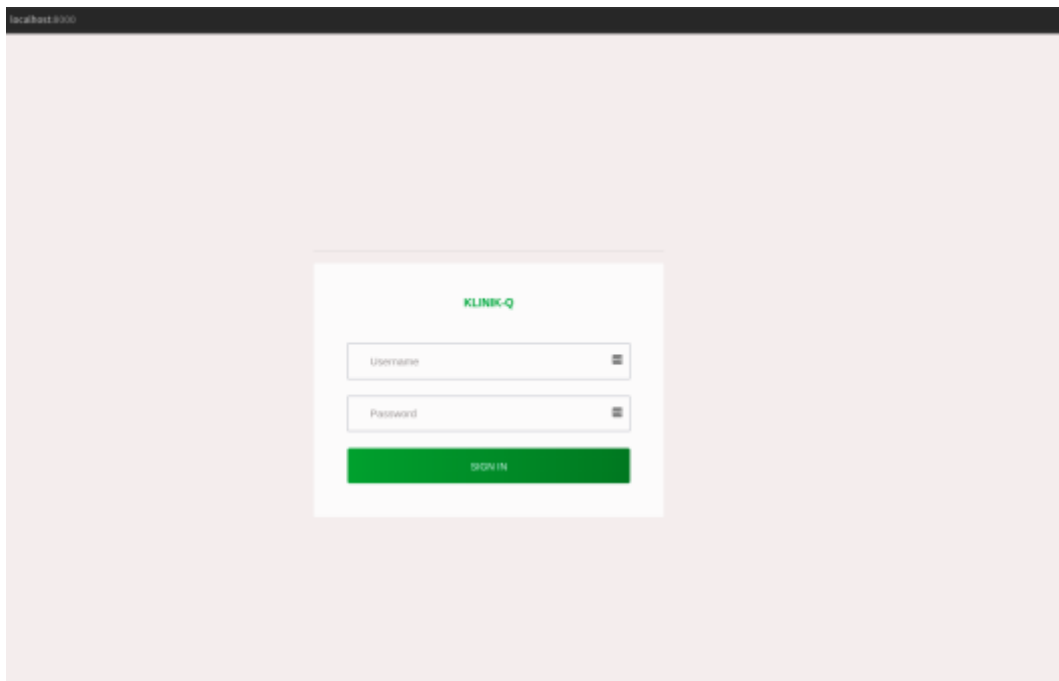 localhost:8000
KLINIK-Q
Username
Password
SIGN IN